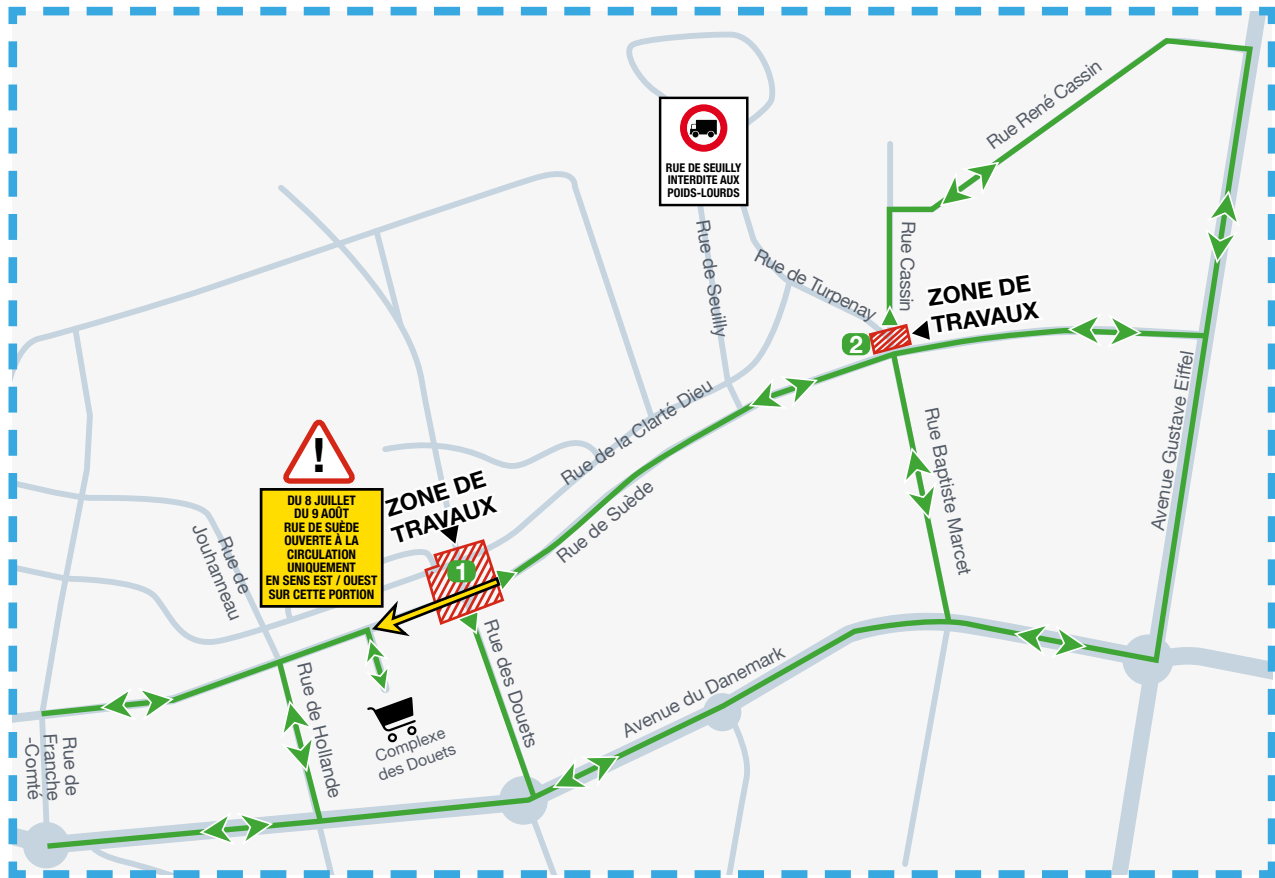 Rue René Cassin
RUE DE SEUILLY
INTERDITE AUX
POIDS-LOURDS
Rue de Seuilly
Rue de Turpenay
Rue Cassin
ZONE DE
TRAVAUX
2
Avenue Gustave Eiffel
Rue de la Clarté Dieu
Rue Baptiste Marcet
!
DU 8 JUILLET
DU 9 AOÛT
RUE DE SUÈDE
OUVERTE À LA
CIRCULATION
UNIQUEMENT
EN SENS EST / OUEST
SUR CETTE PORTION
ZONE DE
TRAVAUX
1
Rue de Suède
Rue de
Jouhanneau
Rue des Douets
Rue de Hollande
Avenue du Danemark
Complexe
des Douets
Rue de
Franche
-Comté